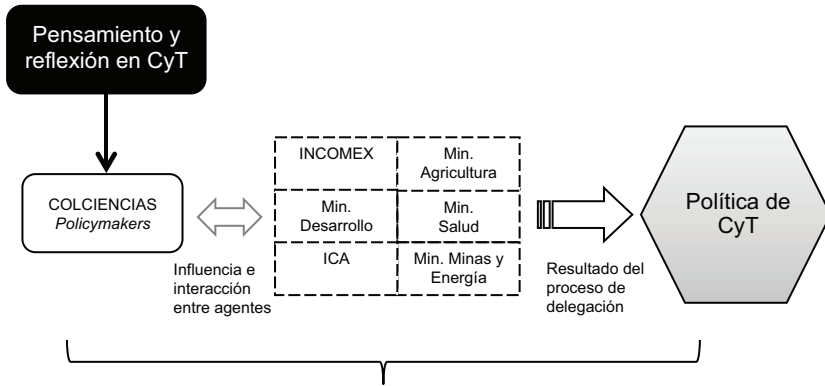 Pensamiento y
reflexión en CyT
COLCIENCIAS
Policymakers
Influencia e
interacción
entre agentes
INCOMEX
Min.
Agricultura
Min.
Desarrollo
Min.
Salud
ICA
Min. Minas y
Energía
Resultado del
proceso de
delegación
Política de
CyT